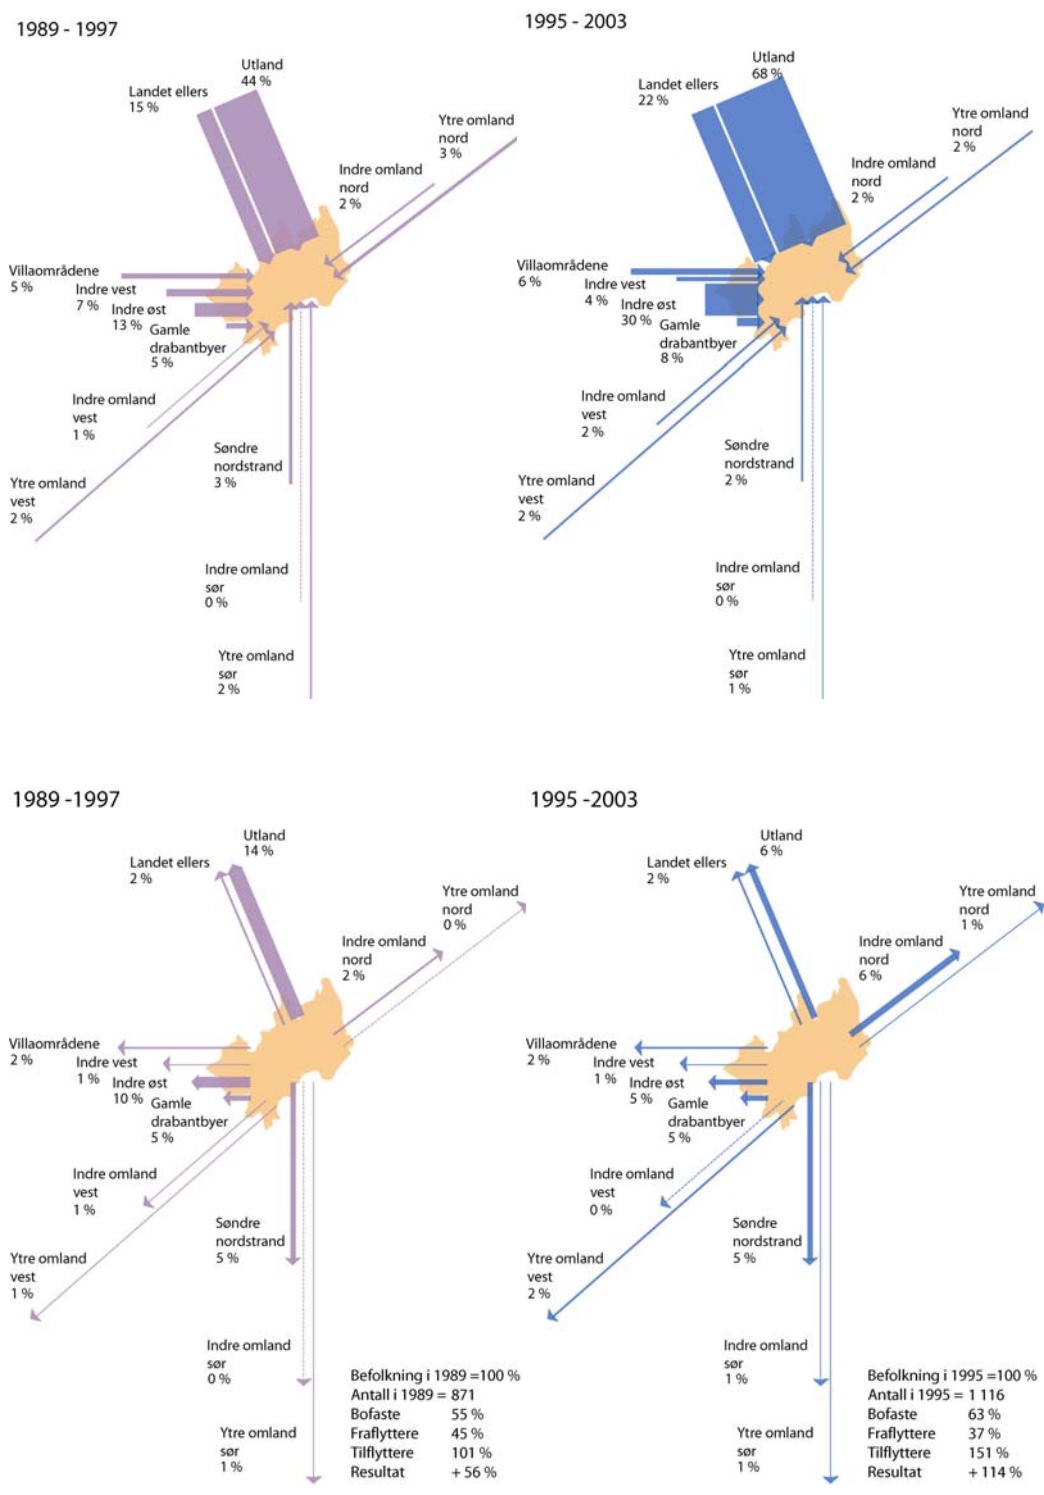 1989 - 1997
Utland
44 %
Landet ellers
15 %
Ytre omland
nord
3 %
Indre omland
nord
2 %
Villaområdene
5 %
Indre vest
7 %
Indre øst
13 %
Gamle
drabantbyer
5 %
Indre omland
vest
1 %
Ytre omland
vest
2 %
Søndre
nordstrand
3 %
Indre omland
sør
0 %
Ytre omland
sør
2 %
1995 - 2003
Utland
68 %
Landet ellers
22 %
Ytre omland
nord
2 %
Indre omland
nord
2 %
Villaområdene
6 %
Indre vest
4 %
Indre øst
30 %
Gamle
drabantbyer
8 %
Indre omland
vest
2 %
Ytre omland
vest
2 %
Søndre
nordstrand
2 %
Indre omland
sør
0 %
Ytre omland
sør
1 %
1989 -1997
Utland
14 %
Landet ellers
2 %
Ytre omland
nord
0 %
Indre omland
nord
2 %
Villaområdene
2 %
Indre vest
1 %
Indre øst
10 %
Gamle
drabantbyer
5 %
Indre omland
vest
1 %
Ytre omland
vest
1 %
Søndre
nordstrand
5 %
Indre omland
sør
0 %
Ytre omland
sør
1 %
Befolkning i 1989 =100 %
Antall i 1989 = 871
Bofaste 55 %
Fraflyttere 45 %
Tilflyttere 101 %
Resultat + 56 %
1995 -2003
Utland
6 %
Landet ellers
2 %
Ytre omland
nord
1 %
Indre omland
nord
6 %
Villaområdene
2 %
Indre vest
1 %
Indre øst
5 %
Gamle
drabantbyer
5 %
Indre omland
vest
0 %
Ytre omland
vest
2 %
Søndre
nordstrand
5 %
Indre omland
sør
1 %
Ytre omland
sør
1 %
Befolkning i 1995 =100 %
Antall i 1995 = 1 116
Bofaste 63 %
Fraflyttere 37 %
Tilflyttere 151 %
Resultat + 114 %